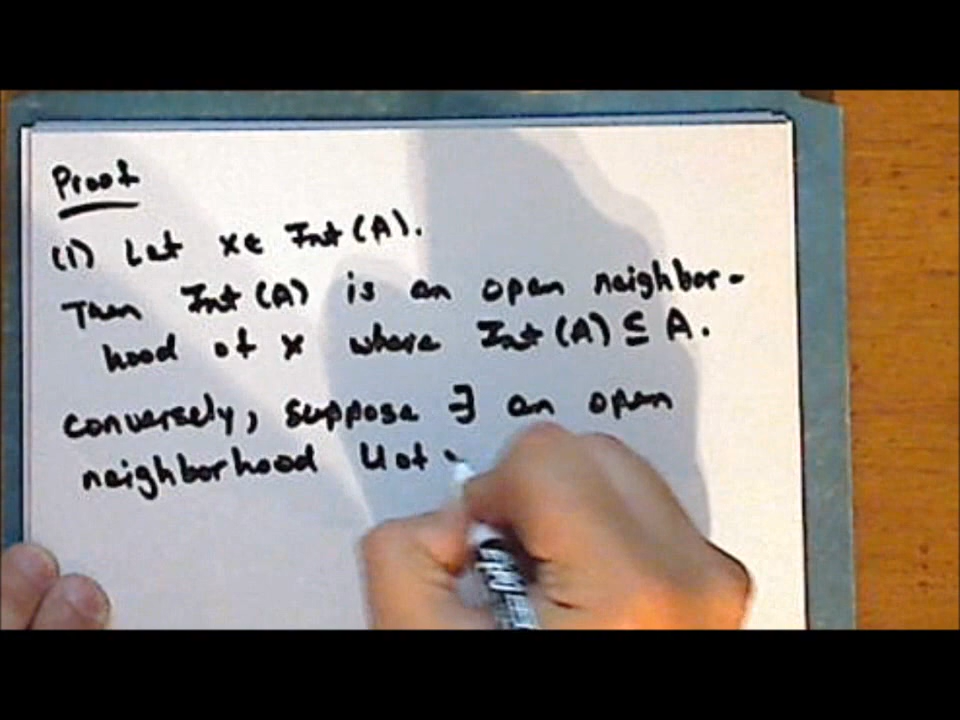 Proof
(1) Let x ∈ Int (A).
Then Int (A) is an open neighbor-
hood of x where Int (A) ⊆ A.
conversely, suppose ∃ an open
neighborhood U of